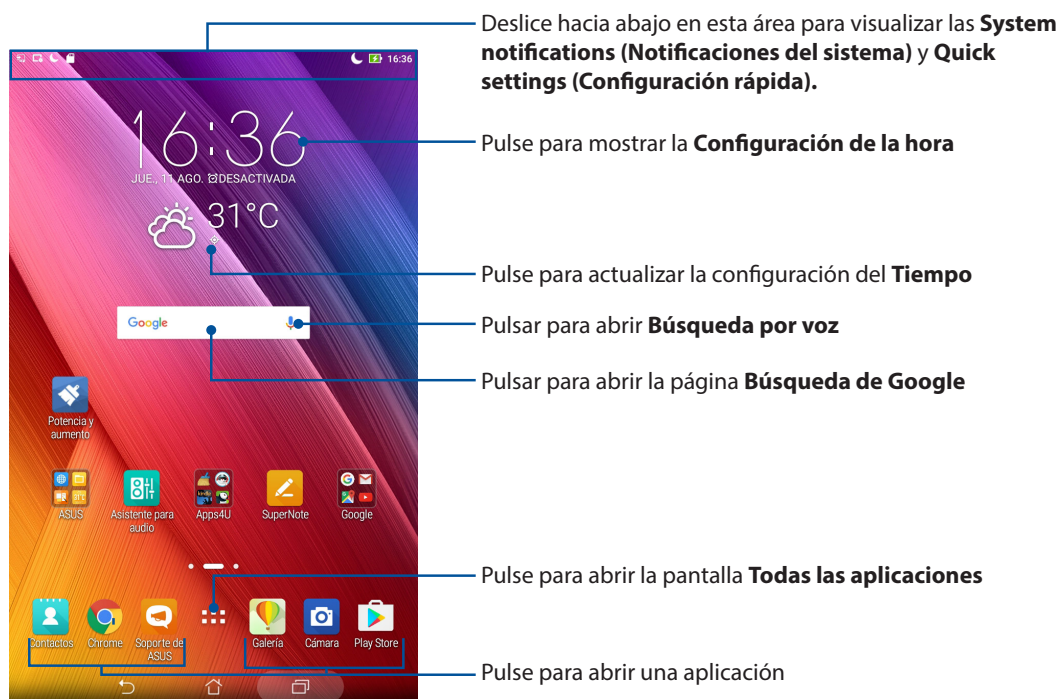 Deslice hacia abajo en esta área para visualizar las System
notifications (Notificaciones del sistema) y Quick
settings (Configuración rápida).
16:36
16:36
JUE., 11 AGO. DESACTIVADA
Pulse para mostrar la Configuración de la hora
31°C
Pulse para actualizar la configuración del Tiempo
Google
Pulsar para abrir Búsqueda por voz
Pulsar para abrir la página Búsqueda de Google
Potencia y
aumento
ASUS
Asistente para
audio
Apps4U
SuperNote
Google
Pulse para abrir la pantalla Todas las aplicaciones
Contactos
Chrome
Soporte de
ASUS
Galería
Cámara
Play Store
Pulse para abrir una aplicación